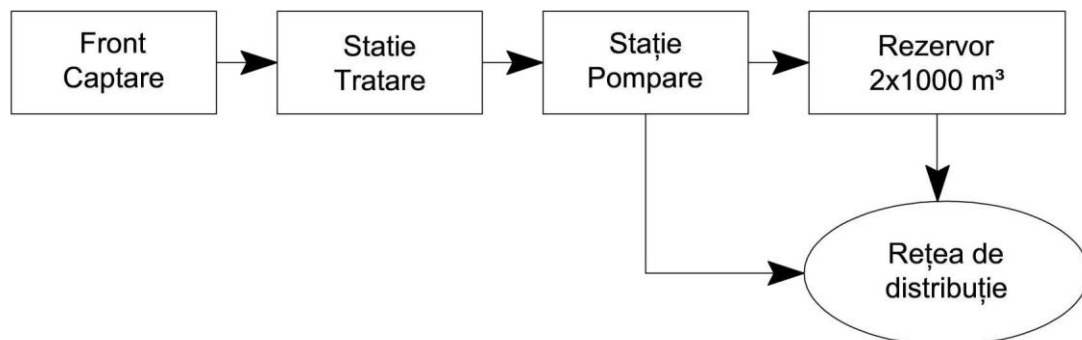 Front
Captare
Statie
Tratare
Stație
Pompare
Rezervor
2x1000 m³
Rețea de
distribuție